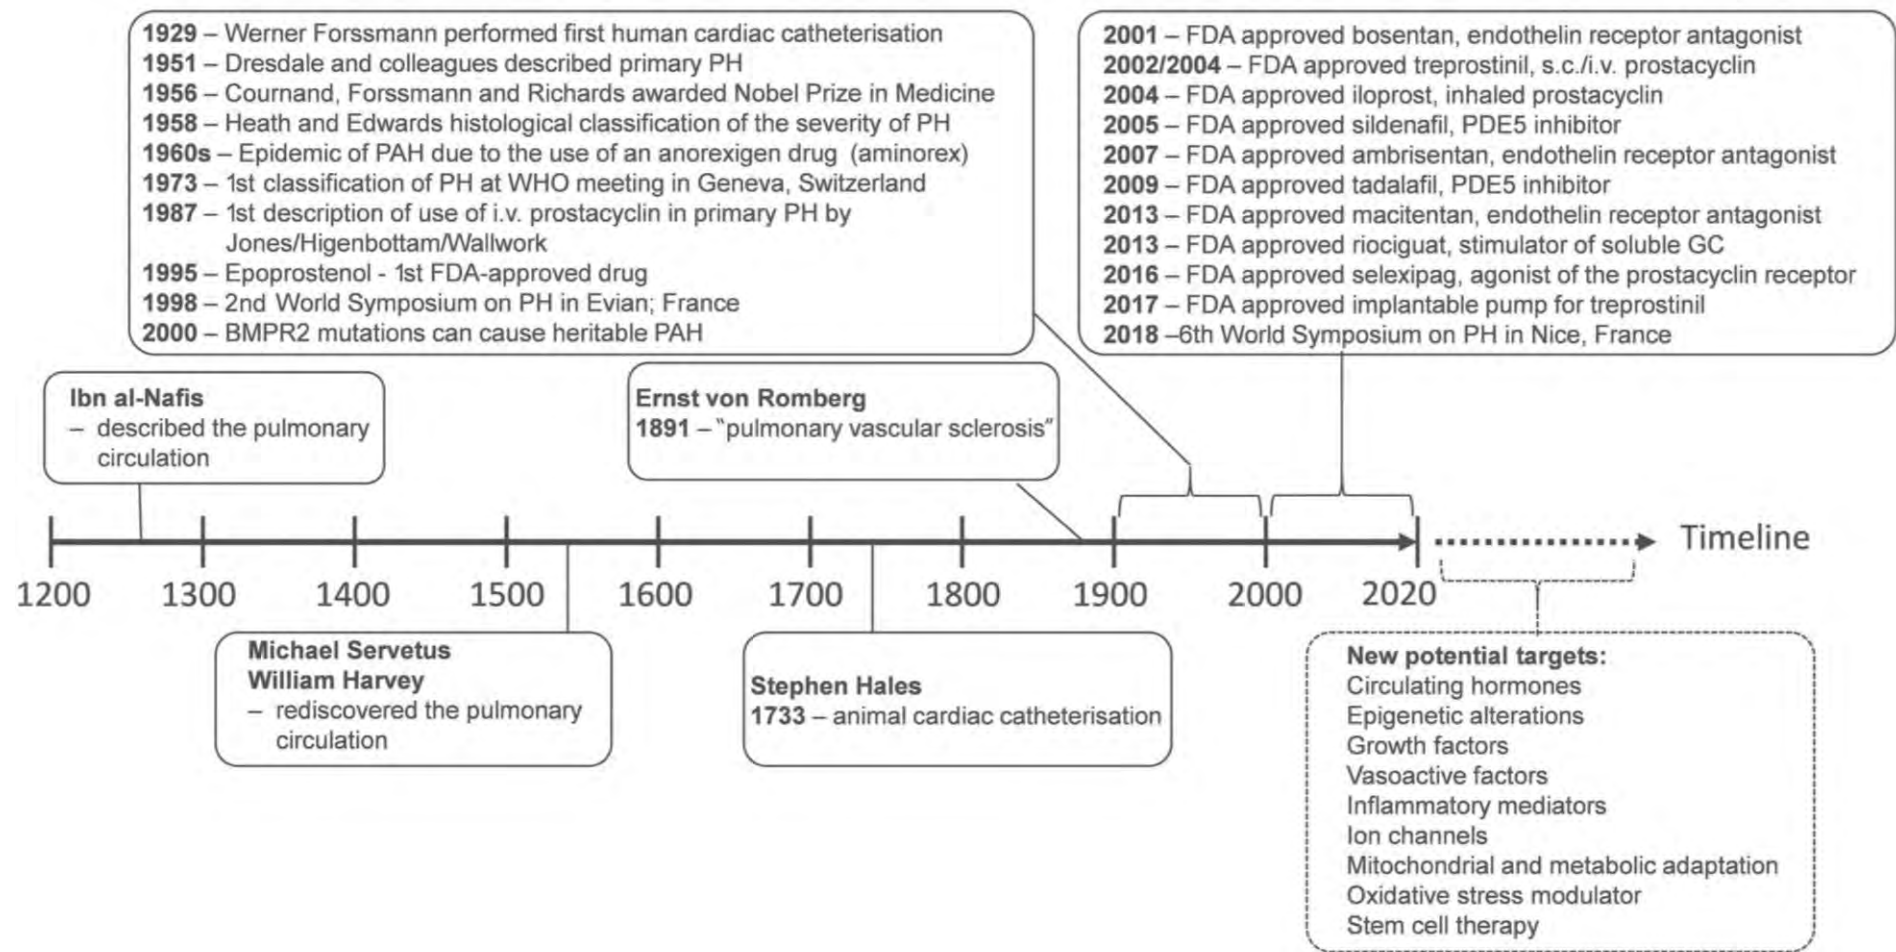 1929 – Werner Forssmann performed first human cardiac catheterisation
1951 – Dresdale and colleagues described primary PH
1956 – Cournand, Forssmann and Richards awarded Nobel Prize in Medicine
1958 – Heath and Edwards histological classification of the severity of PH
1960s – Epidemic of PAH due to the use of an anorexigen drug (aminorex)
1973 – 1st classification of PH at WHO meeting in Geneva, Switzerland
1987 – 1st description of use of i.v. prostacyclin in primary PH by
Jones/Higenbottam/Wallwork
1995 – Epoprostenol - 1st FDA-approved drug
1998 – 2nd World Symposium on PH in Evian; France
2000 – BMPR2 mutations can cause heritable PAH
2001 – FDA approved bosentan, endothelin receptor antagonist
2002/2004 – FDA approved treprostinil, s.c./i.v. prostacyclin
2004 – FDA approved iloprost, inhaled prostacyclin
2005 – FDA approved sildenafil, PDE5 inhibitor
2007 – FDA approved ambrisentan, endothelin receptor antagonist
2009 – FDA approved tadalafil, PDE5 inhibitor
2013 – FDA approved macitentan, endothelin receptor antagonist
2013 – FDA approved riociguat, stimulator of soluble GC
2016 – FDA approved selexipag, agonist of the prostacyclin receptor
2017 – FDA approved implantable pump for treprostinil
2018 –6th World Symposium on PH in Nice, France
Ibn al-Nafis
– described the pulmonary
circulation
Ernst von Romberg
1891 – "pulmonary vascular sclerosis"
Timeline
1200 1300 1400 1500 1600 1700 1800 1900 2000 2020
Michael Servetus
William Harvey
– rediscovered the pulmonary
circulation
Stephen Hales
1733 – animal cardiac catheterisation
New potential targets:
Circulating hormones
Epigenetic alterations
Growth factors
Vasoactive factors
Inflammatory mediators
Ion channels
Mitochondrial and metabolic adaptation
Oxidative stress modulator
Stem cell therapy